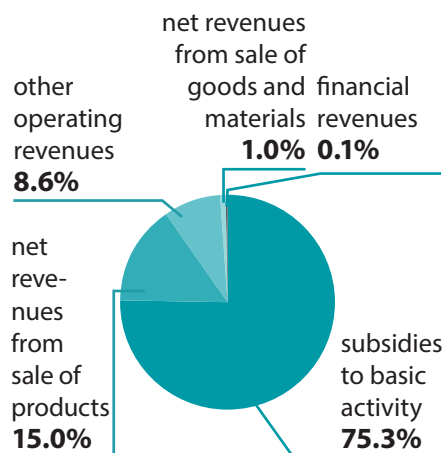 net revenues
from sale of
goods and
materials
1.0%
financial
revenues
0.1%
other
operating
revenues
8.6%
net
reve-
nues
from
sale of
products
15.0%
subsidies
to basic
activity
75.3%